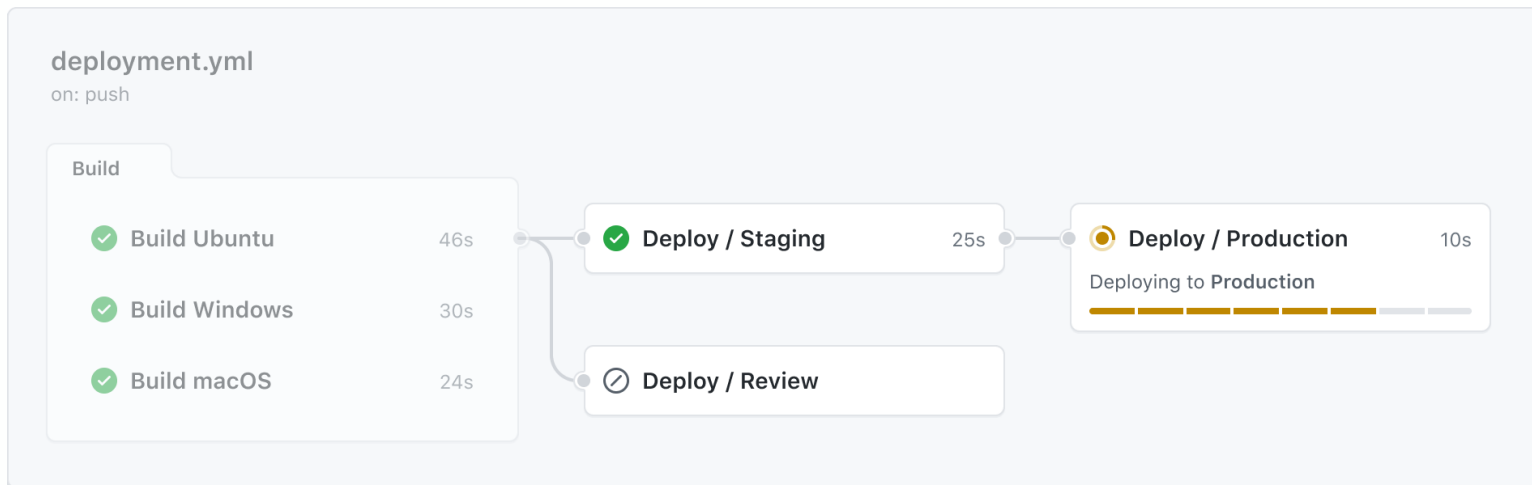 deployment.yml
on: push
Build
Build Ubuntu 46s
Build Windows 30s
Build macOS 24s
Deploy / Staging 25s
Deploy / Review
Deploy / Production 10s
Deploying to Production